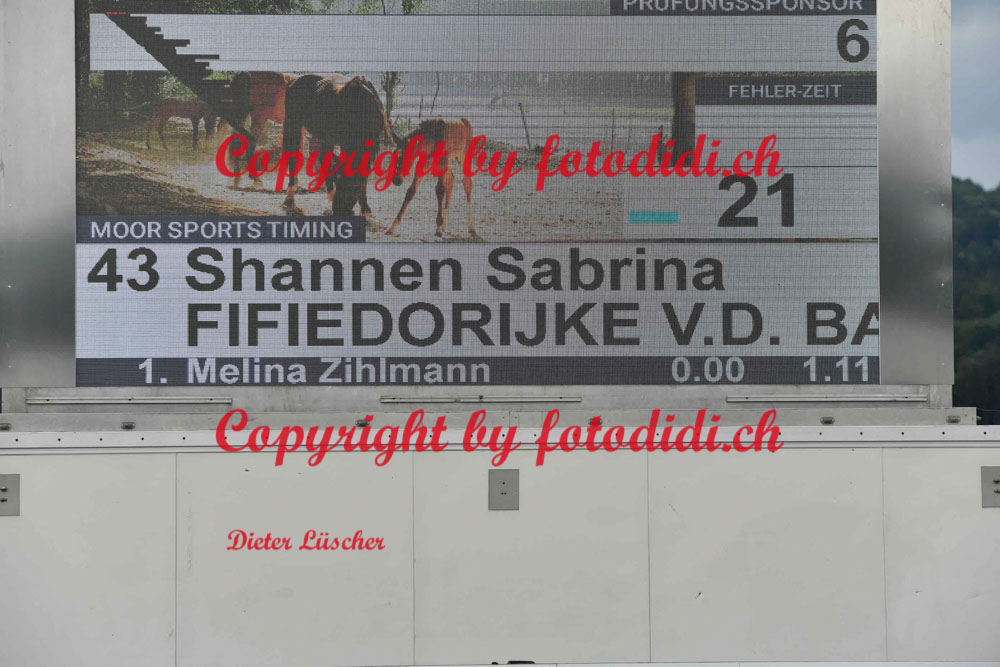 PRÜFUNGSSPONSOR
6
FEHLER-ZEIT
Copyright by fotodidi.ch
21
MOOR SPORTS TIMING
43 Shannen Sabrina
FIFIEDORIJKE V.D. BA
1. Melina Zihlmann 0.00 1.11
Copyright by fotodidi.ch
Dieter Lüscher